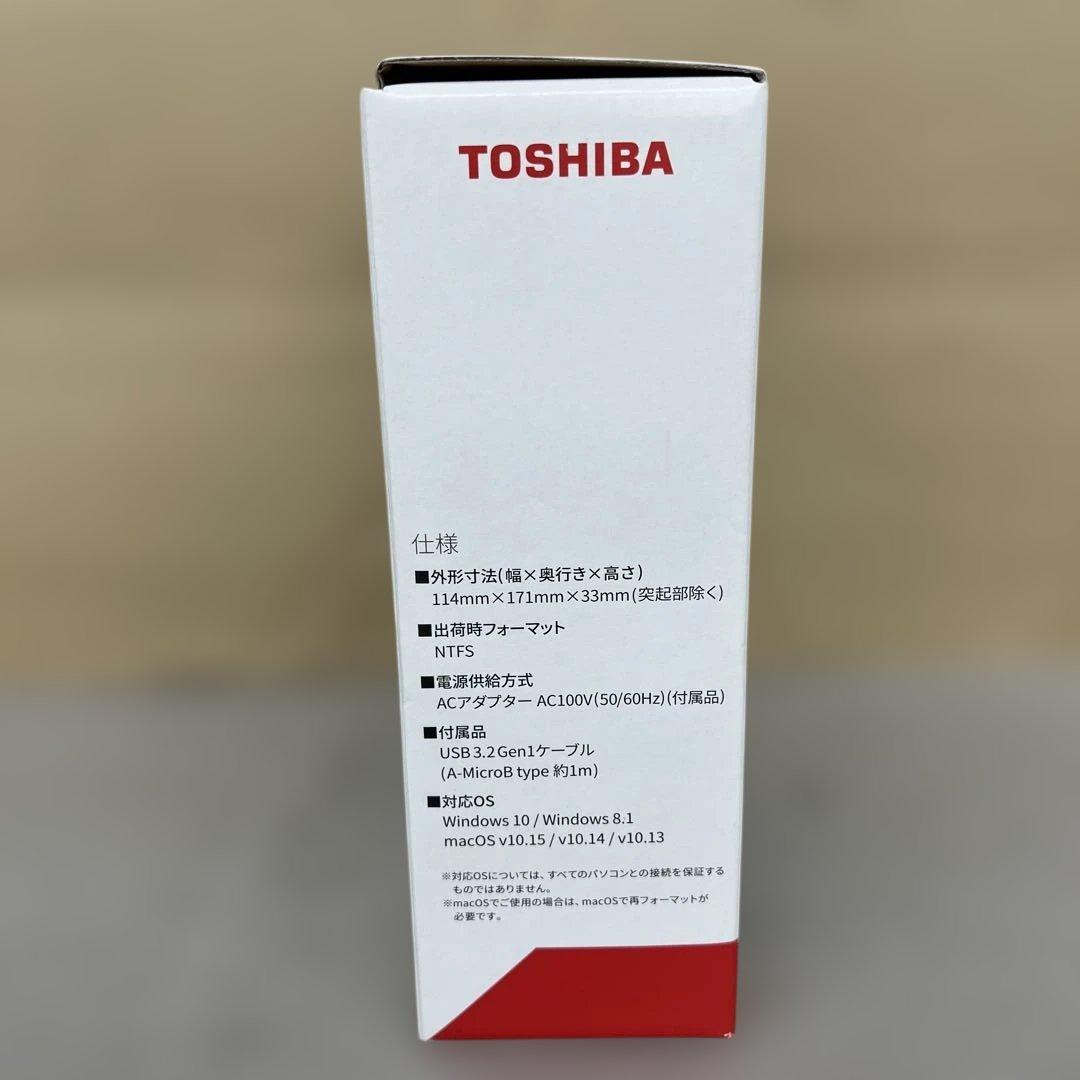 TOSHIBA
仕様
■外形寸法(幅×奥行き×高さ)
114mm×171mm×33mm(突起部除く)
■出荷時フォーマット
NTFS
■電源供給方式
ACアダプター AC100V(50/60Hz)(付属品)
■付属品
USB3.2Gen1ケーブル
(A-MicroB type 約1m)
■対応OS
Windows 10 / Windows 8.1
macOS v10.15 / v10.14 / v10.13
※対応OSについては、すべてのパソコンとの接続を保証する
ものではありません。
※macOSでご使用の場合は、macOSで再フォーマットが
必要です。